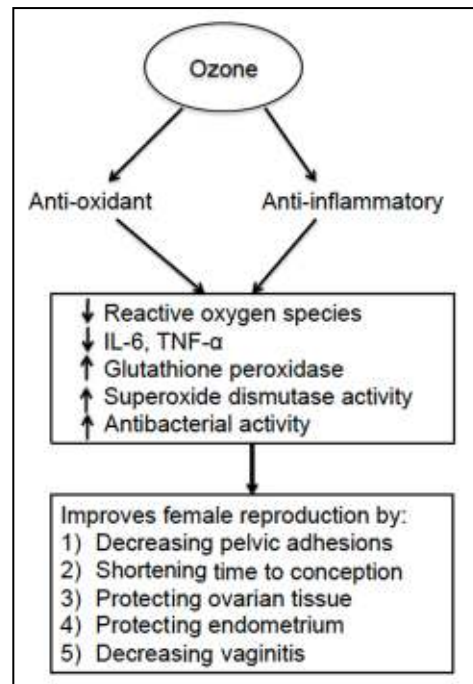 Ozone
Anti-oxidant Anti-inflammatory
↓ Reactive oxygen species
↓ IL-6, TNF-α
↑ Glutathione peroxidase
↑ Superoxide dismutase activity
↑ Antibacterial activity
Improves female reproduction by:
1) Decreasing pelvic adhesions
2) Shortening time to conception
3) Protecting ovarian tissue
4) Protecting endometrium
5) Decreasing vaginitis